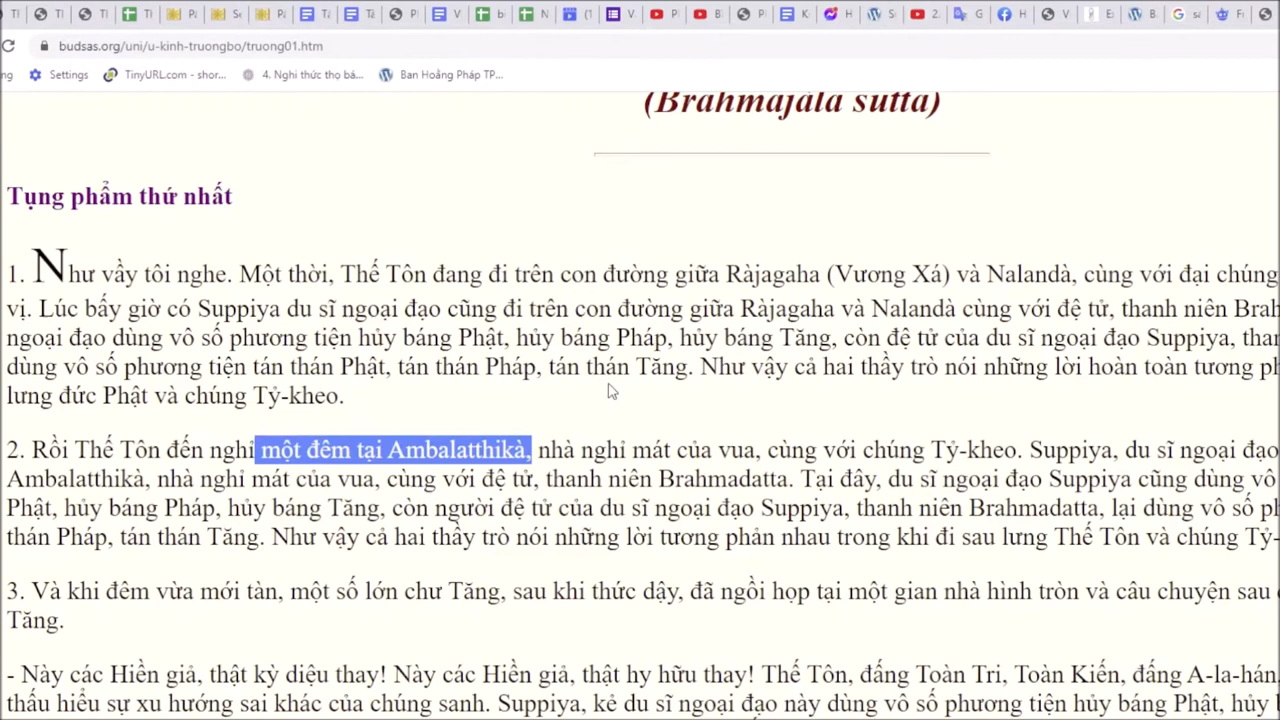 budsas.org/uni/u-kinh-truongbo/truong01.htm
ng Settings TinyURL.com - shor... 4. Nghi thức thọ bá... Ban Hoằng Pháp TP...
(Brahmajála sutta)
Tụng phẩm thứ nhất
1. Như vầy tôi nghe. Một thời, Thế Tôn đang đi trên con đường giữa Ràjagaha (Vương Xá) và Nalandà, cùng với đại chúng
vị. Lúc bấy giờ có Suppiya du sĩ ngoại đạo cũng đi trên con đường giữa Ràjagaha và Nalandà cùng với đệ tử, thanh niên Brah
ngoại đạo dùng vô số phương tiện hủy báng Phật, hủy báng Pháp, hủy báng Tăng, còn đệ tử của du sĩ ngoại đạo Suppiya, than
dùng vô số phương tiện tán thán Phật, tán thán Pháp, tán thán Tăng. Như vậy cả hai thầy trò nói những lời hoàn toàn tương ph
lưng đức Phật và chúng Tỷ-kheo.
2. Rồi Thế Tôn đến nghỉ một đêm tại Ambalatthikà, nhà nghỉ mát của vua, cùng với chúng Tỷ-kheo. Suppiya, du sĩ ngoại đạo
Ambalatthikà, nhà nghỉ mát của vua, cùng với đệ tử, thanh niên Brahmadatta. Tại đây, du sĩ ngoại đạo Suppiya cũng dùng vô
Phật, hủy báng Pháp, hủy báng Tăng, còn người đệ tử của du sĩ ngoại đạo Suppiya, thanh niên Brahmadatta, lại dùng vô số ph
thán Pháp, tán thán Tăng. Như vậy cả hai thầy trò nói những lời tương phản nhau trong khi đi sau lưng Thế Tôn và chúng Tỷ-
3. Và khi đêm vừa mới tàn, một số lớn chư Tăng, sau khi thức dậy, đã ngồi họp tại một gian nhà hình tròn và câu chuyện sau
Tăng.
- Này các Hiền giả, thật kỳ diệu thay! Này các Hiền giả, thật hy hữu thay! Thế Tôn, đấng Toàn Tri, Toàn Kiến, đấng A-la-hán,
thấu hiểu sự xu hướng sai khác của chúng sanh. Suppiya, kẻ du sĩ ngoại đạo này dùng vô số phương tiện hủy báng Phật, hủy